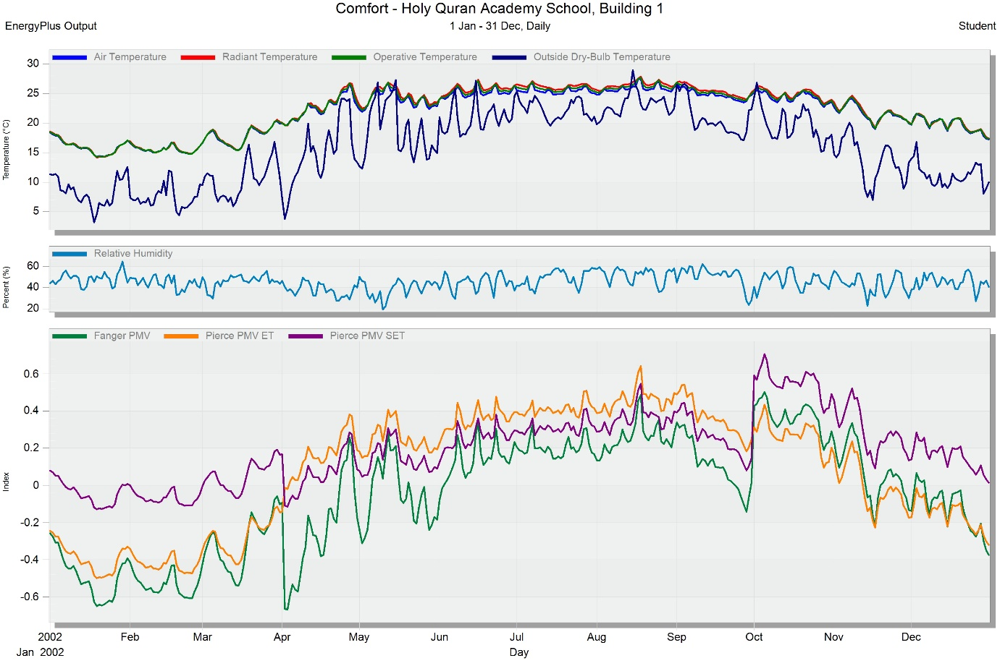 Comfort - Holy Quran Academy School, Building 1
EnergyPlus Output 1 Jan - 31 Dec, Daily Student
Air Temperature Radiant Temperature Operative Temperature Outside Dry-Bulb Temperature
Temperature (°C)
30
25
20
15
10
5
Relative Humidity
Percent (%)
60
40
20
Fanger PMV Pierce PMV ET Pierce PMV SET
Index
0.6
0.4
0.2
0
-0.2
-0.4
-0.6
2002 Feb Mar Apr May Jun Jul Aug Sep Oct Nov Dec
Jan 2002 Day